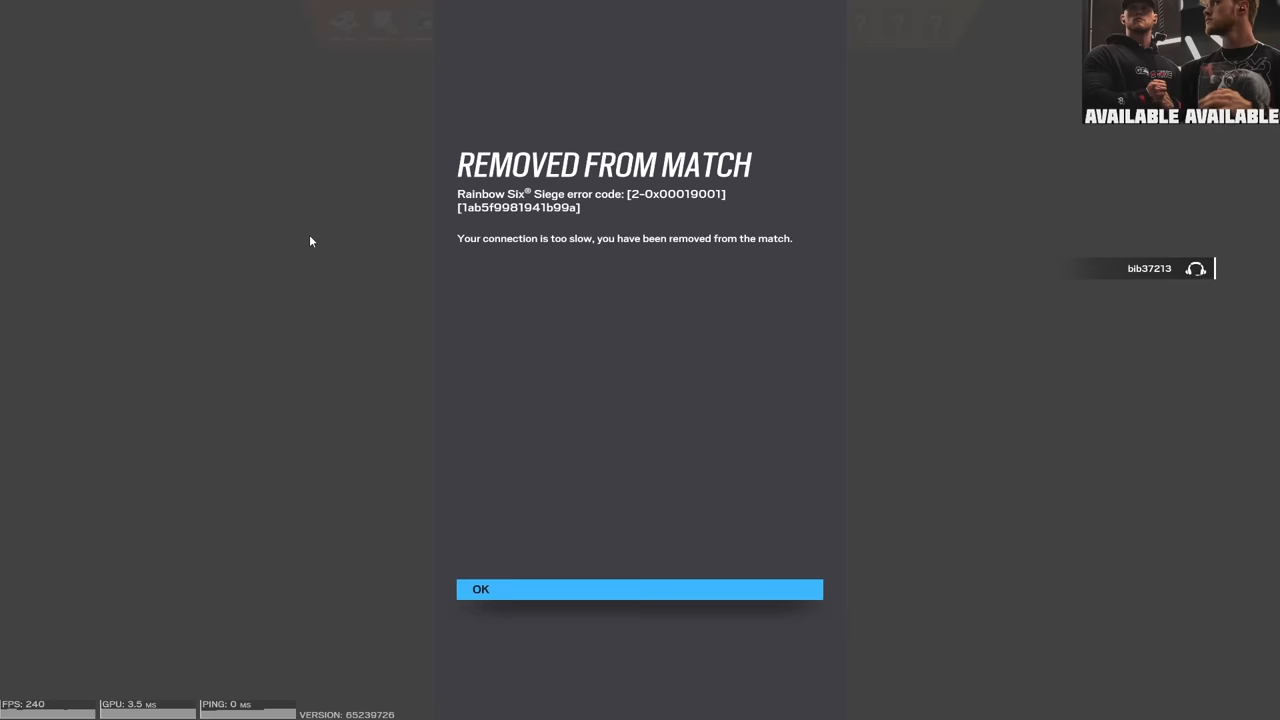 AVAILABLE AVAILABLE
REMOVED FROM MATCH
Rainbow Six® Siege error code: [2-0x00019001]
[1ab5f9981941b99a]
Your connection is too slow, you have been removed from the match.
bib37213
OK
FPS: 240 GPU: 3.5 MS PING: 0 MS VERSION: 65239726